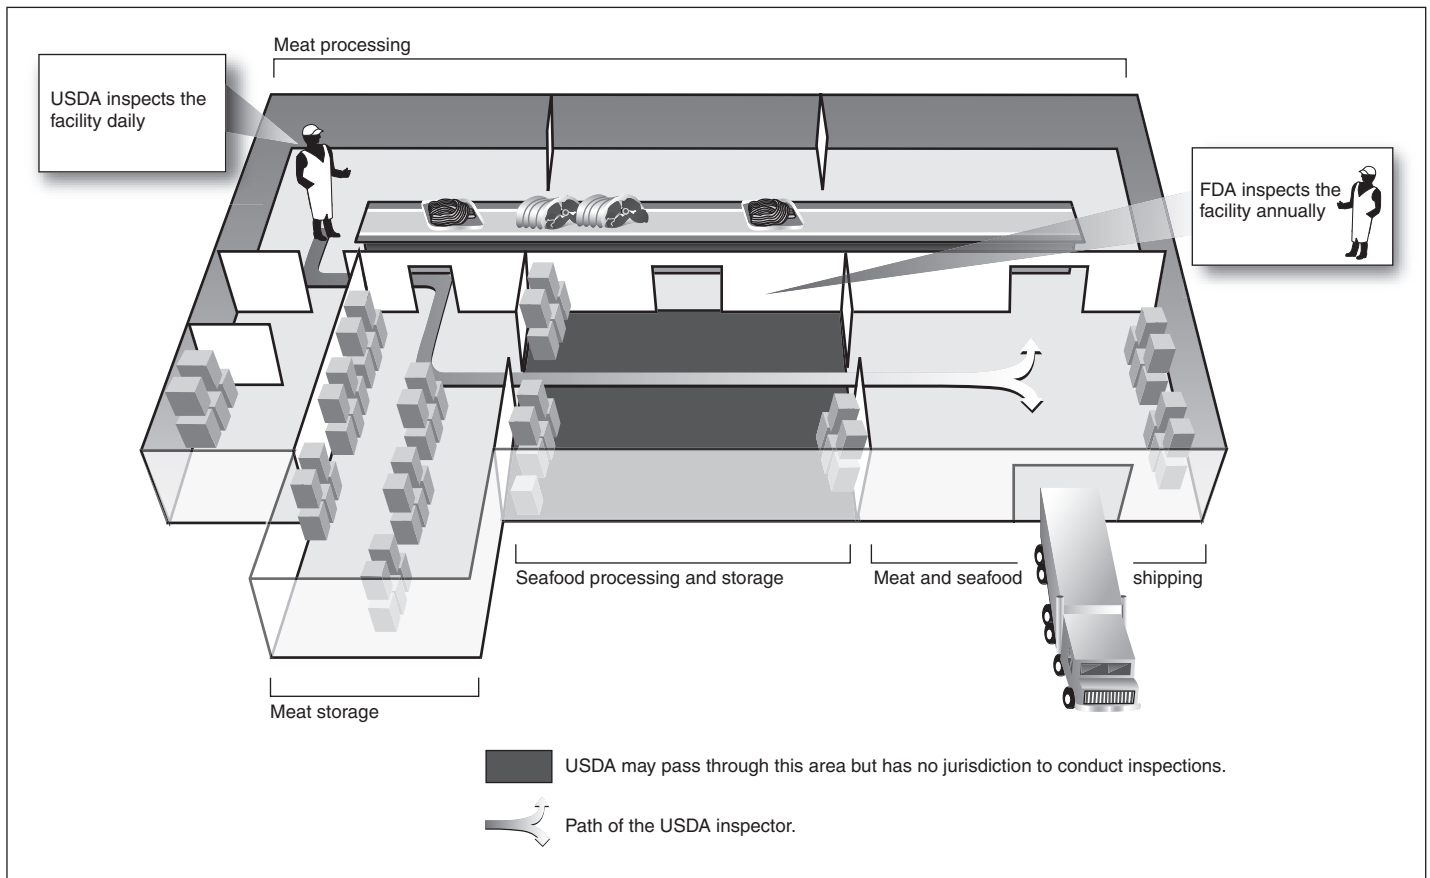 Meat processing
USDA inspects the
facility daily
FDA inspects the
facility annually
Seafood processing and storage
Meat and seafood shipping
Meat storage
USDA may pass through this area but has no jurisdiction to conduct inspections.
Path of the USDA inspector.